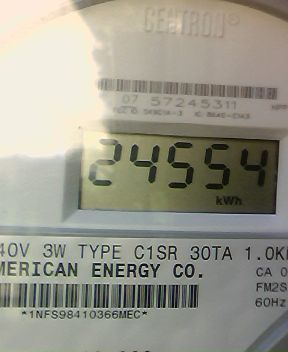 CENTRON®
07 57245311
24554
kWh
40V 3W TYPE C1SR 30TA 1.0K
MERICAN ENERGY CO.
CA 0
FM2S
60Hz
*1NFS98410366MEC*